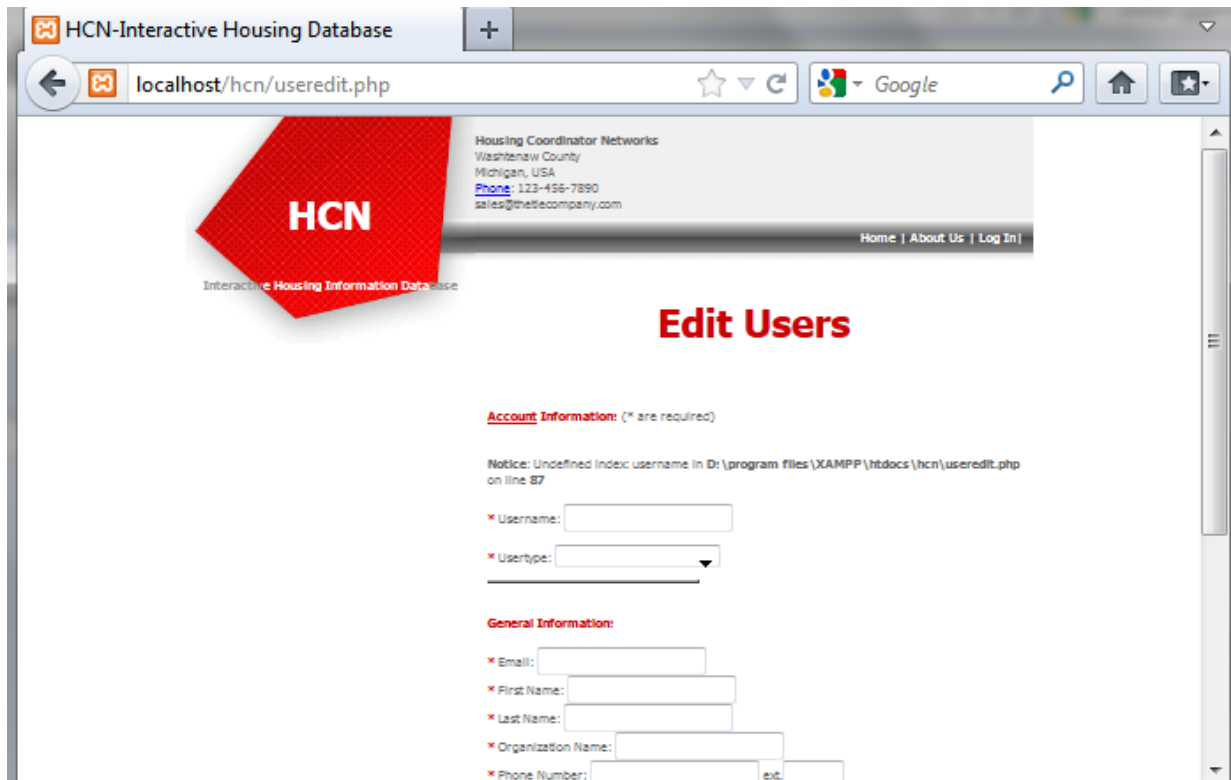 HCN-Interactive Housing Database
localhost/hcn/useredit.php
Google
Housing Coordinator Networks
Washtenaw County
Michigan, USA
Phone: 123-456-7890
sales@thetiecompany.com
HCN
Home | About Us | Log In|
Interactive Housing Information Database
Edit Users
Account Information: (* are required)
Notice: Undefined index: username in D:\program files\XAMPP\htdocs\hcn\useredit.php
on line 87
* Username:
* Usertype:
General Information:
* Email:
* First Name:
* Last Name:
* Organization Name:
* Phone Number: ext.